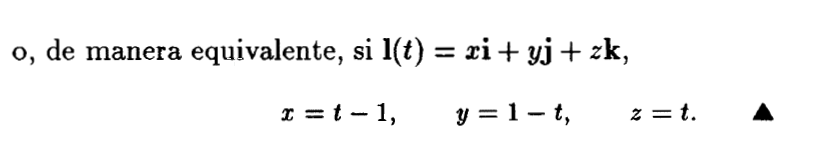 o, de manera equivalente, si l(t) = xi + yj + zk,
x = t − 1, y = 1 − t, z = t. ▲